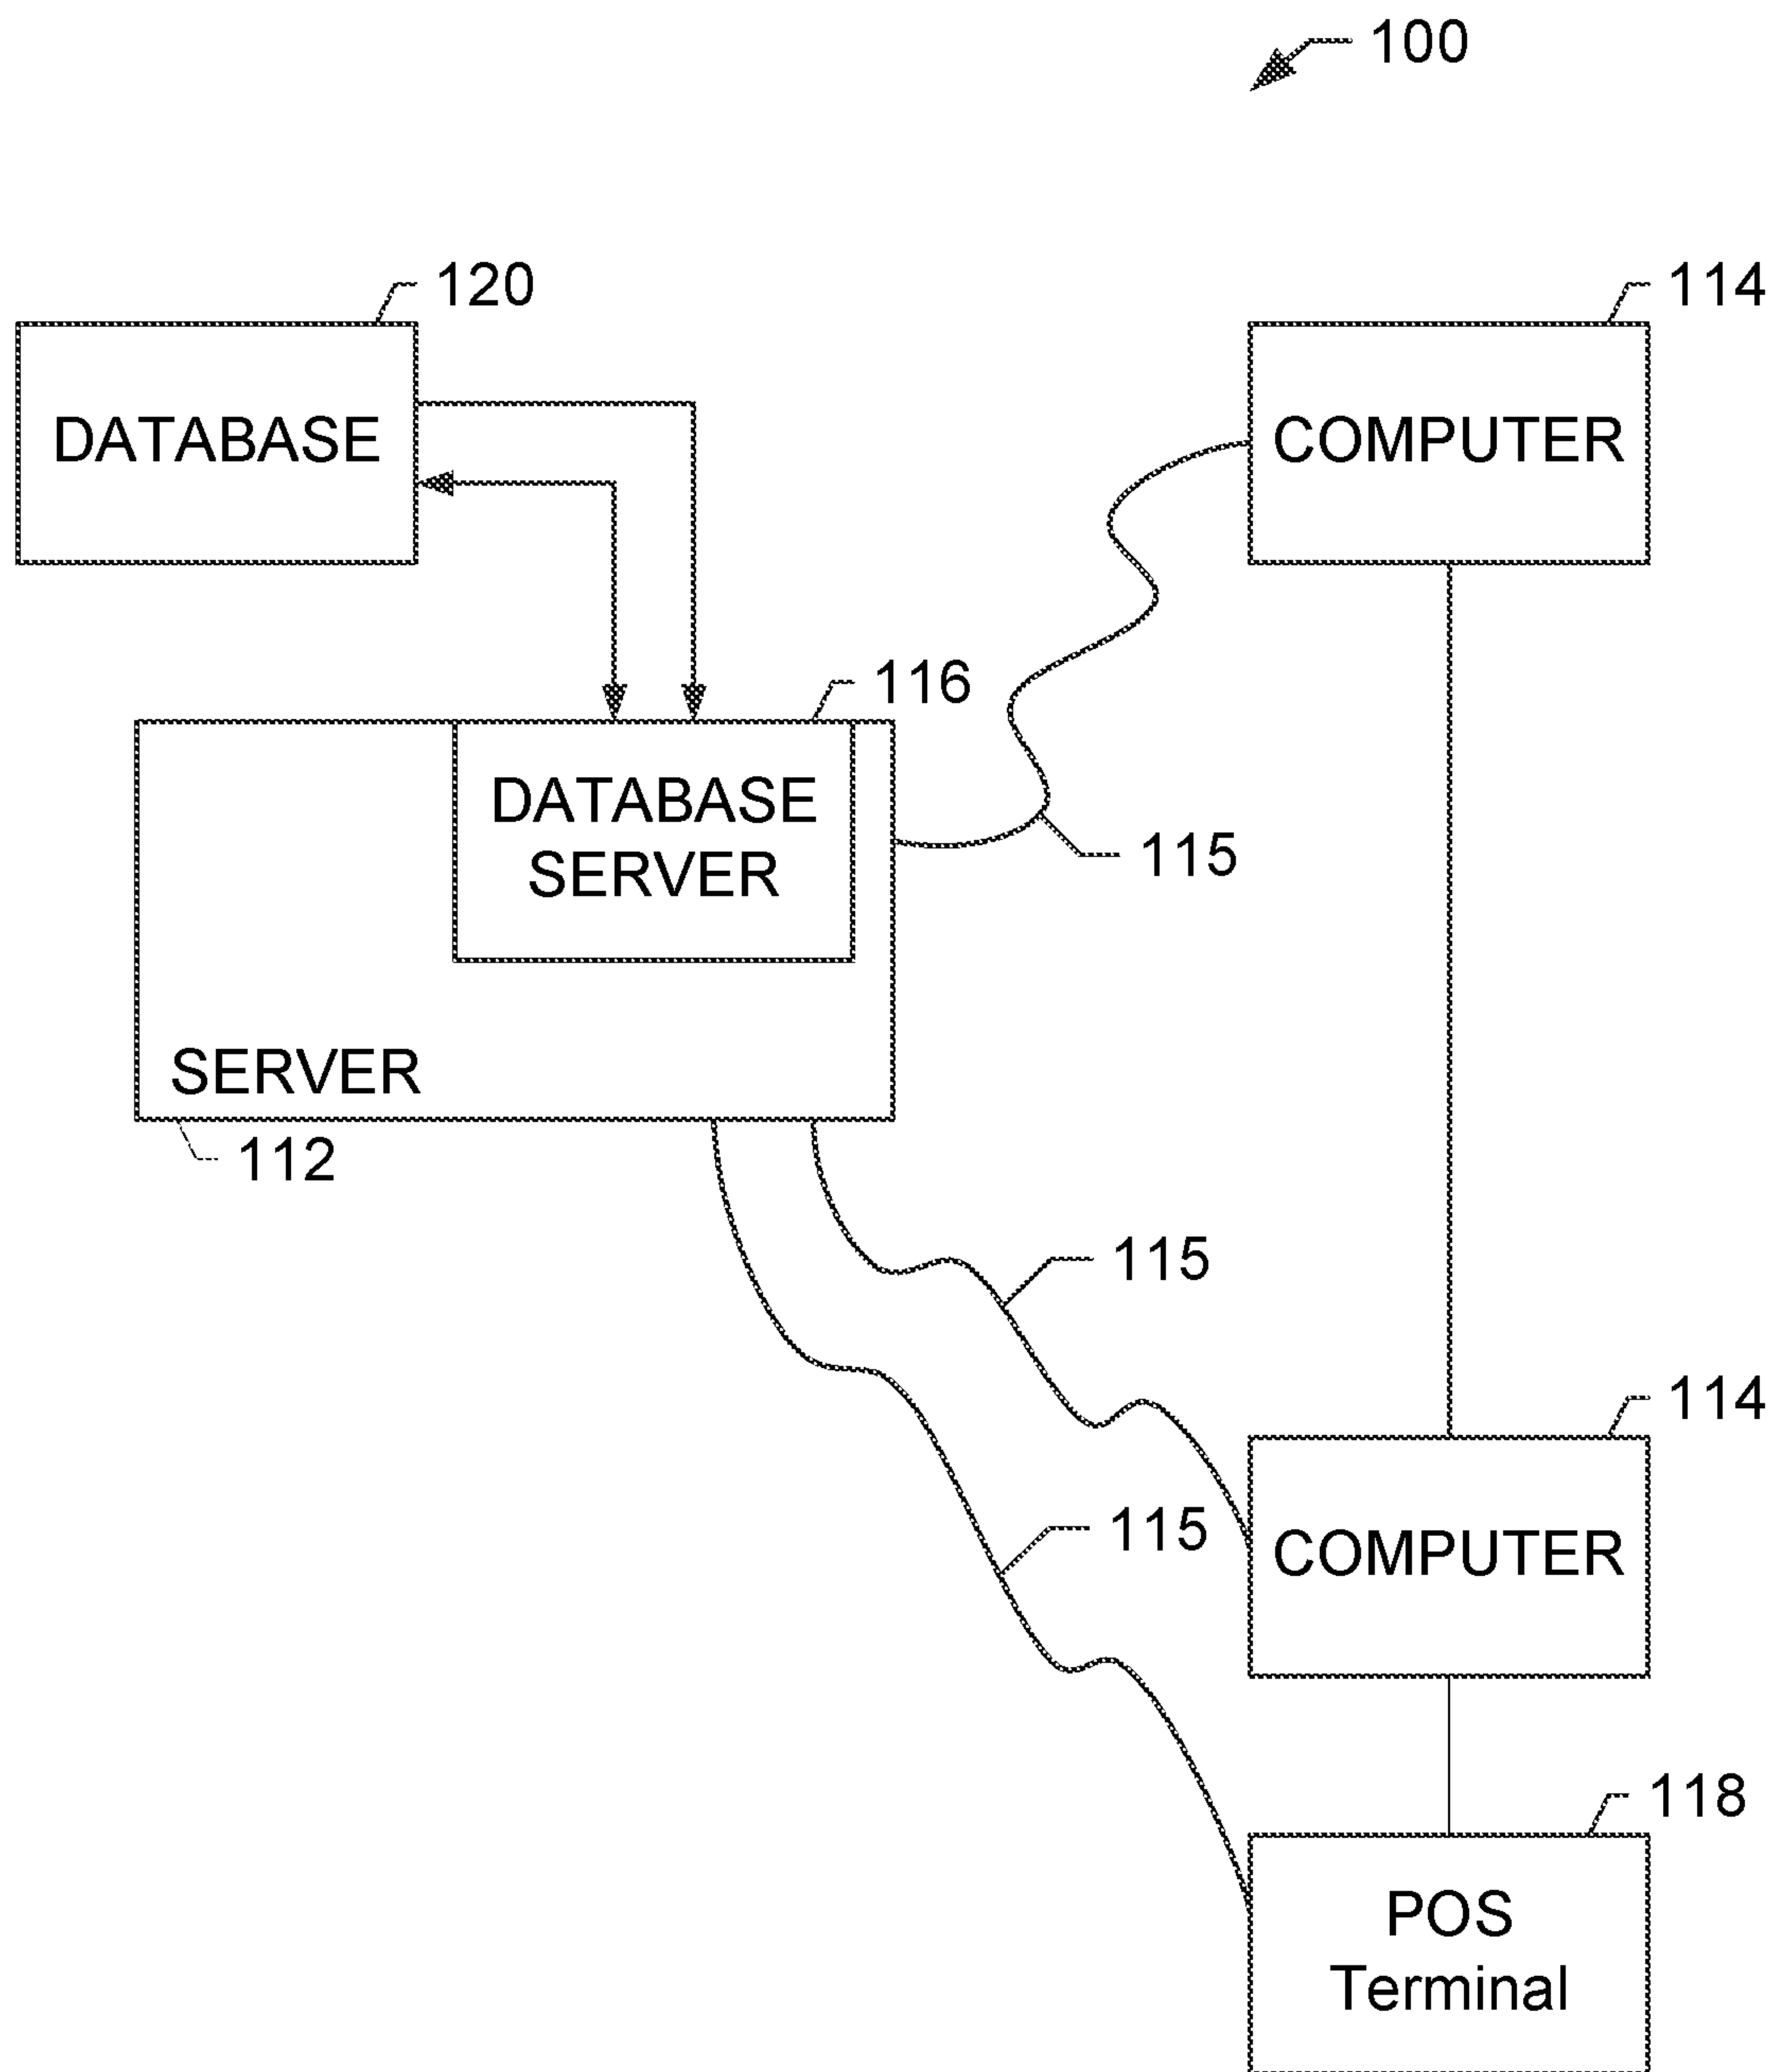 100
120
114
DATABASE
COMPUTER
116
DATABASE
SERVER
115
SERVER
112
115
114
115
COMPUTER
118
POS
Terminal